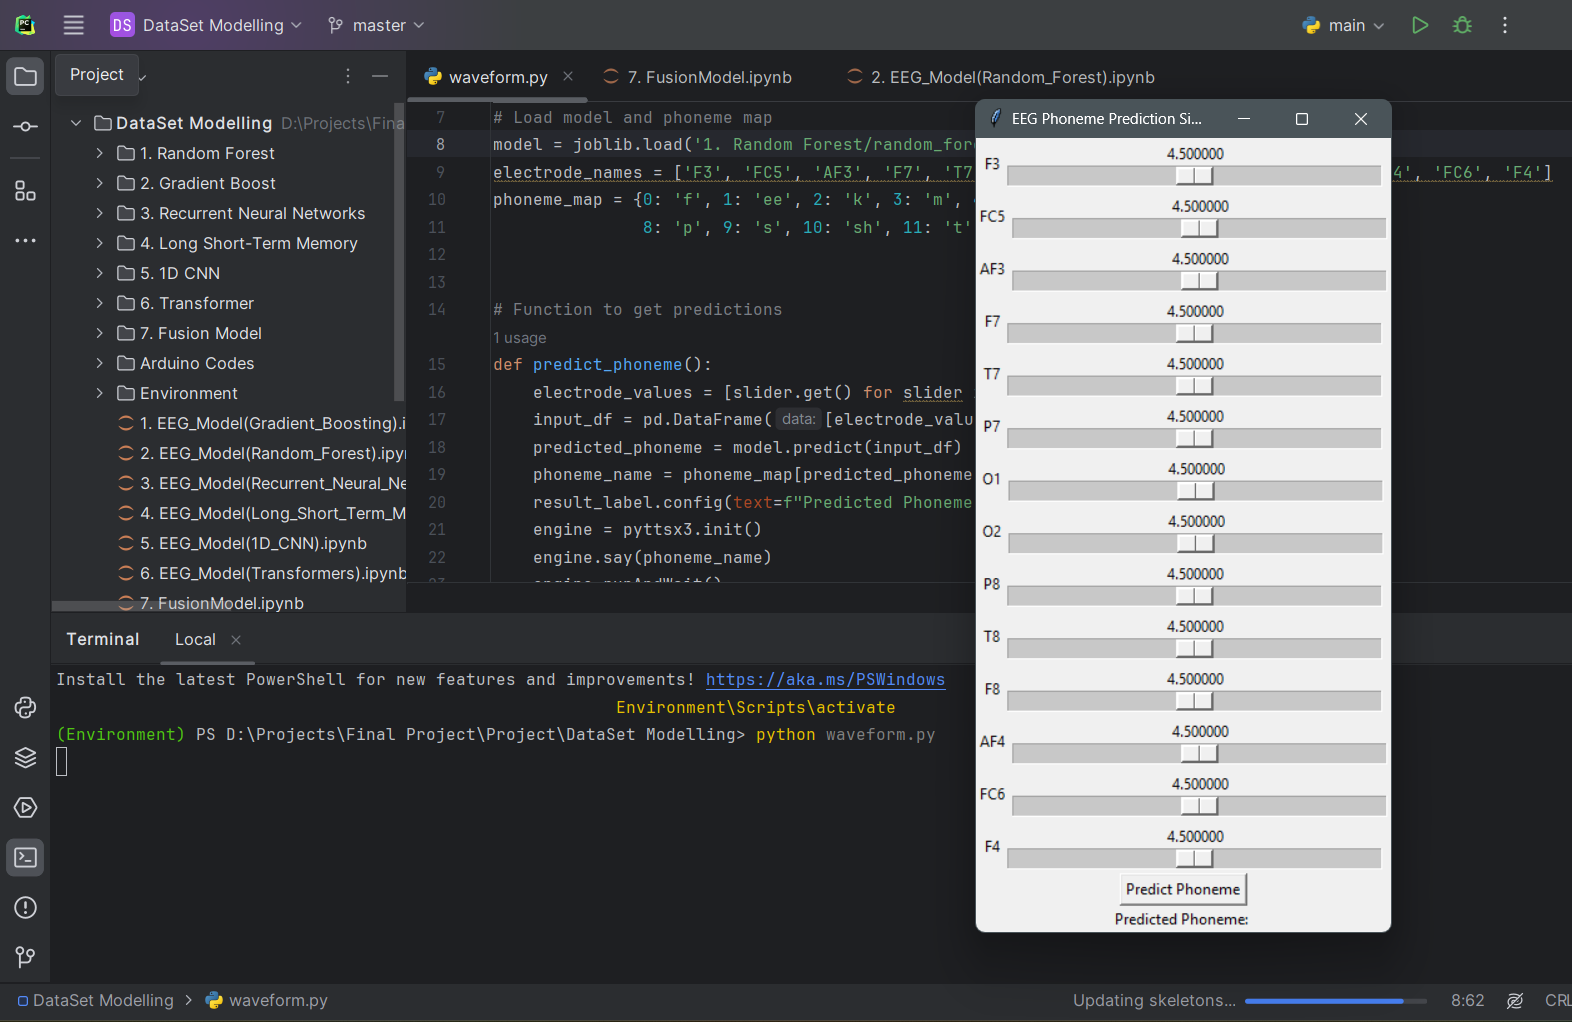 DS DataSet Modelling master main
Project
waveform.py 7. FusionModel.ipynb 2. EEG_Model(Random_Forest).ipynb
DataSet Modelling D:\Projects\Fina
1. Random Forest
2. Gradient Boost
3. Recurrent Neural Networks
4. Long Short-Term Memory
5. 1D CNN
6. Transformer
7. Fusion Model
Arduino Codes
Environment
1. EEG_Model(Gradient_Boosting).i
2. EEG_Model(Random_Forest).ipy
3. EEG_Model(Recurrent_Neural_Ne
4. EEG_Model(Long_Short_Term_M
5. EEG_Model(1D_CNN).ipynb
6. EEG_Model(Transformers).ipynb
7. FusionModel.ipynb
7 # Load model and phoneme map
8 model = joblib.load('1. Random Forest/random_for
9 electrode_names = ['F3', 'FC5', 'AF3', 'F7', 'T7 4', 'FC6', 'F4']
10 phoneme_map = {0: 'f', 1: 'ee', 2: 'k', 3: 'm',
11 8: 'p', 9: 's', 10: 'sh', 11: 't'
12
13
14 # Function to get predictions
1 usage
15 def predict_phoneme():
16 electrode_values = [slider.get() for slider
17 input_df = pd.DataFrame( data: [electrode_valu
18 predicted_phoneme = model.predict(input_df)
19 phoneme_name = phoneme_map[predicted_phoneme
20 result_label.config(text=f"Predicted Phoneme
21 engine = pyttsx3.init()
22 engine.say(phoneme_name)
23 engine.runAndWait()
EEG Phoneme Prediction Si...
4.500000
F3
4.500000
FC5
4.500000
AF3
4.500000
F7
4.500000
T7
4.500000
P7
4.500000
O1
4.500000
O2
4.500000
P8
4.500000
T8
4.500000
F8
4.500000
AF4
4.500000
FC6
4.500000
F4
Predict Phoneme
Predicted Phoneme:
Terminal Local
Install the latest PowerShell for new features and improvements! https://aka.ms/PSWindows
Environment\Scripts\activate
(Environment) PS D:\Projects\Final Project\Project\DataSet Modelling> python waveform.py
DataSet Modelling waveform.py Updating skeletons... 8:62 CRL